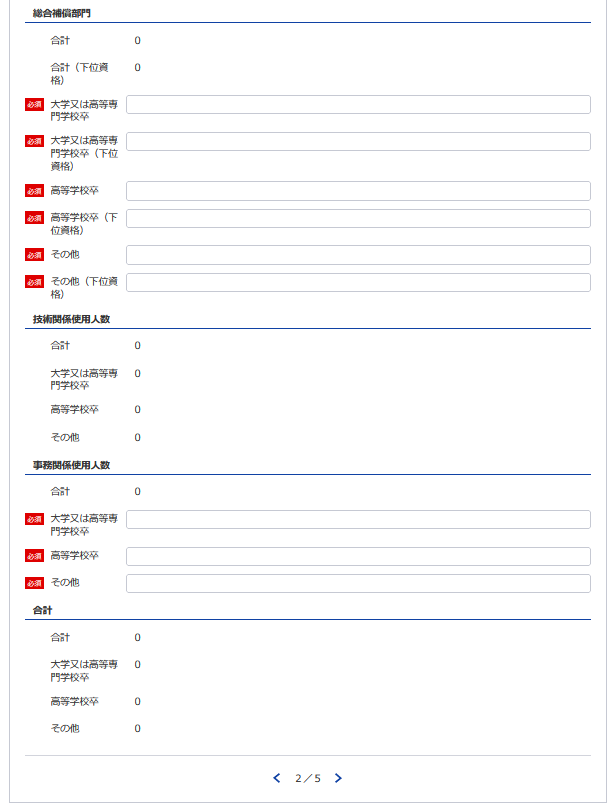 総合補償部門
合計 0
合計（下位資 0
格）
必須 大学又は高等専
門学校卒
必須 大学又は高等専
門学校卒（下位
資格）
必須 高等学校卒
必須 高等学校卒（下
位資格）
必須 その他
必須 その他（下位資
格）
技術関係使用人数
合計 0
大学又は高等専 0
門学校卒
高等学校卒 0
その他 0
事務関係使用人数
合計 0
必須 大学又は高等専
門学校卒
必須 高等学校卒
必須 その他
合計
合計 0
大学又は高等専 0
門学校卒
高等学校卒 0
その他 0
2／5